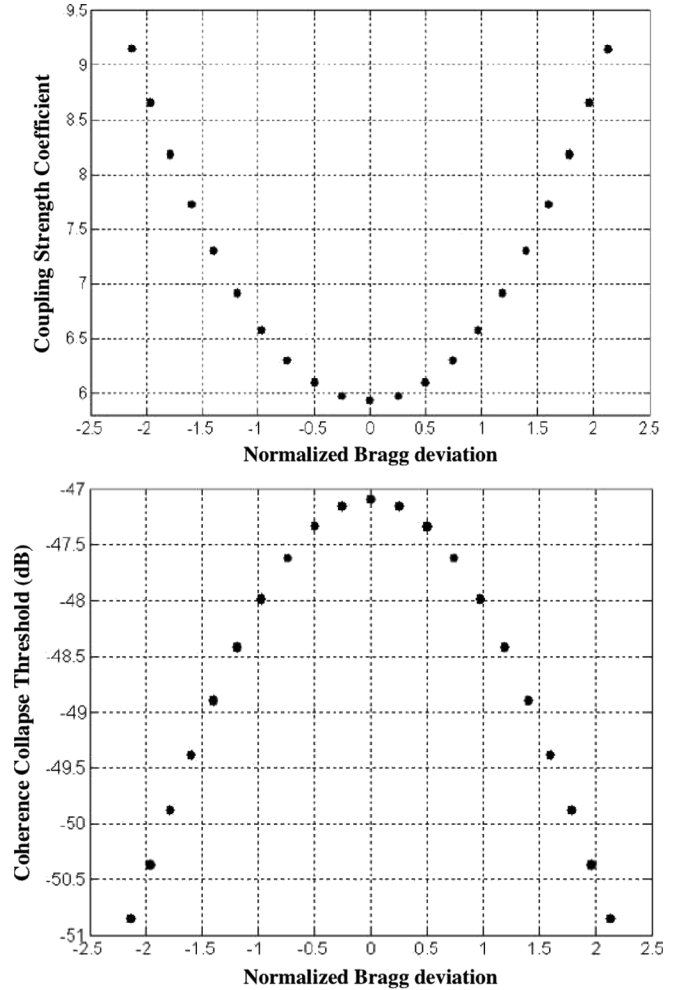 9.5
9
8.5
8
7.5
7
6.5
6
-2.5 -2 -1.5 -1 -0.5 0 0.5 1 1.5 2 2.5
Coupling Strength Coefficient
Normalized Bragg deviation
-47
-47.5
-48
-48.5
-49
-49.5
-50
-50.5
-51
-2.5 -2 -1.5 -1 -0.5 0 0.5 1 1.5 2 2.5
Coherence Collapse Threshold (dB)
Normalized Bragg deviation